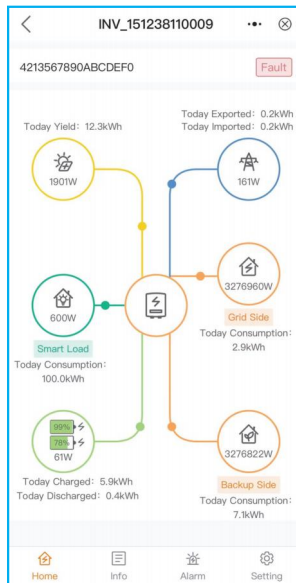 INV_151238110009
4213567890ABCDEF0
Fault
Today Exported: 0.2kWh
Today Yield: 12.3kWh
Today Imported: 0.2kWh
1901W
161W
3276960W
600W
Grid Side
Smart Load
Today Consumption:
2.9kWh
Today Consumption:
100.0kWh
99%
78%
61W
3276822W
Today Charged: 5.9kWh
Today Discharged: 0.4kWh
Backup Side
Today Consumption:
7.1kWh
Home
Info
Alarm
Setting